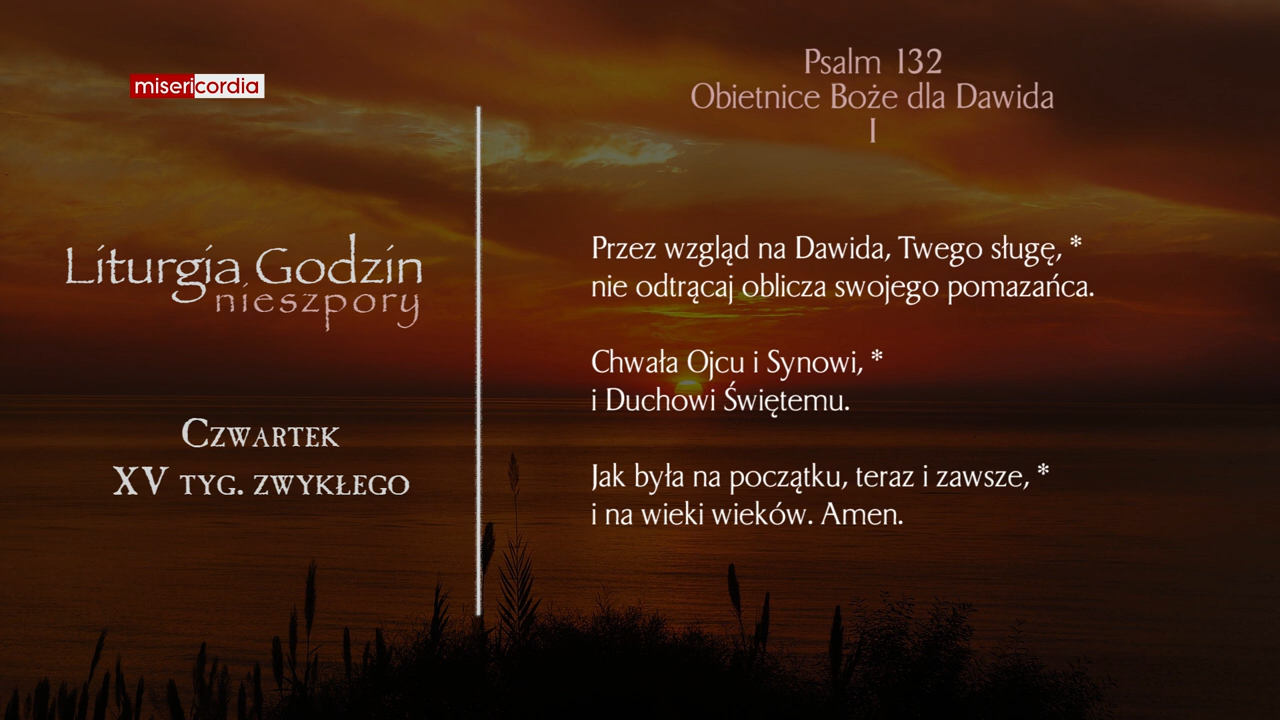 misericordia
Liturgia Godzin
nieszpory
Czwartek
XV tyg. zwykłego
Psalm 132
Obietnice Boże dla Dawida
I
Przez wzgląd na Dawida, Twego sługę, *
nie odtrącaj oblicza swojego pomazańca.
Chwała Ojcu i Synowi, *
i Duchowi Świętemu.
Jak była na początku, teraz i zawsze, *
i na wieki wieków. Amen.